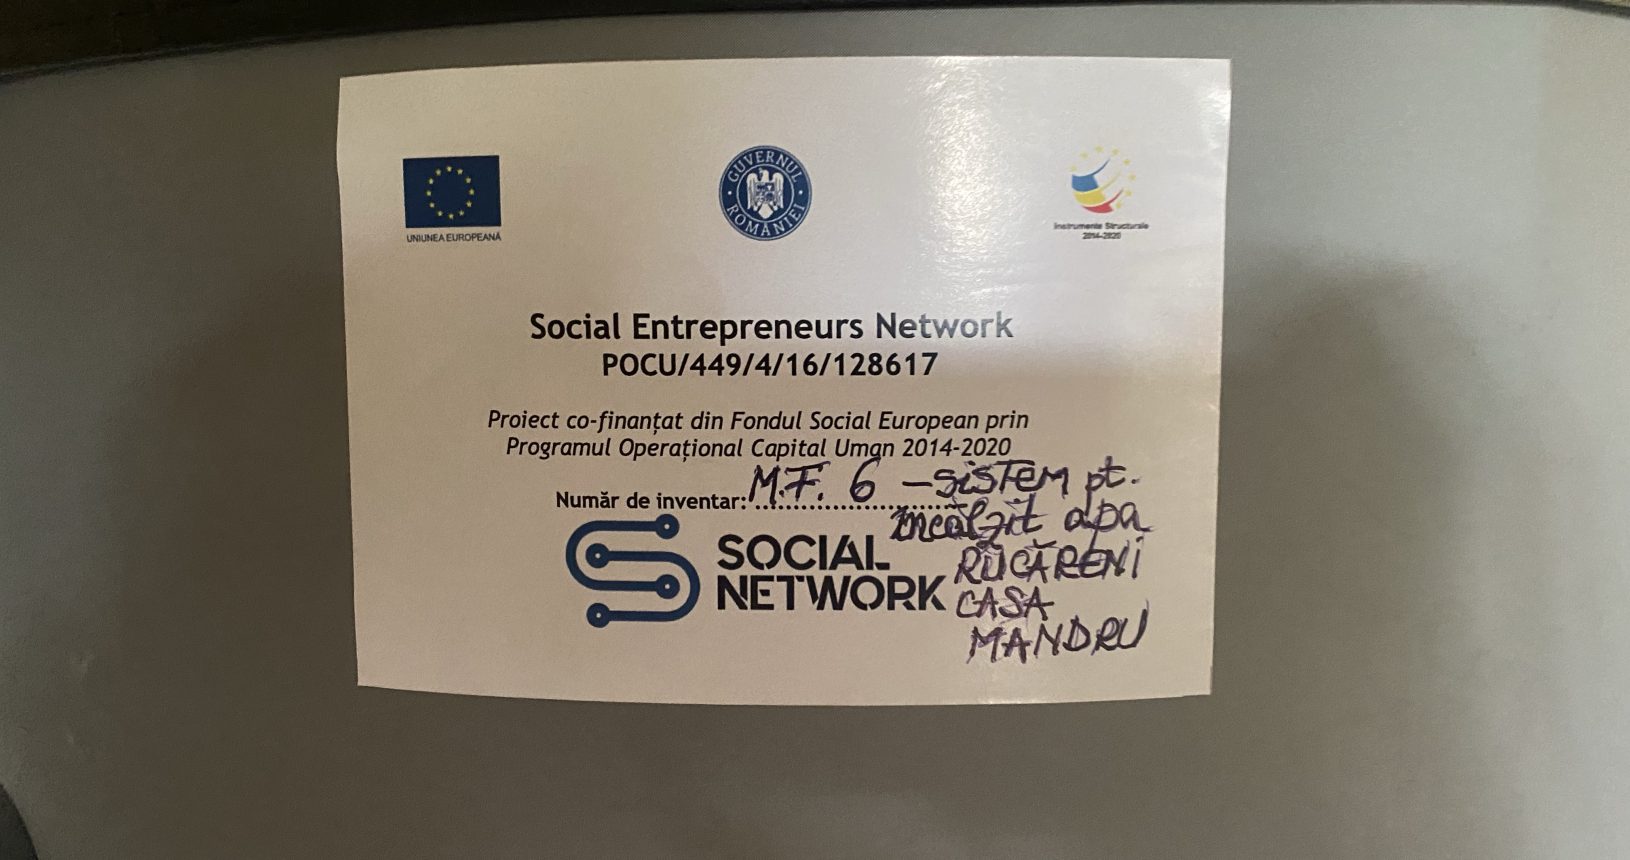 UNIUNEA EUROPEANĂ
GUVERNUL ROMÂNIEI
Instrumente Structurale
2014-2020
Social Entrepreneurs Network
POCU/449/4/16/128617
Proiect co-finanțat din Fondul Social European prin
Programul Operațional Capital Uman 2014-2020
Număr de inventar: M.F. 6 – SISTEM pt.
încălzit apa
RUCĂRENI
CASA
MANDRU
SOCIAL
NETWORK